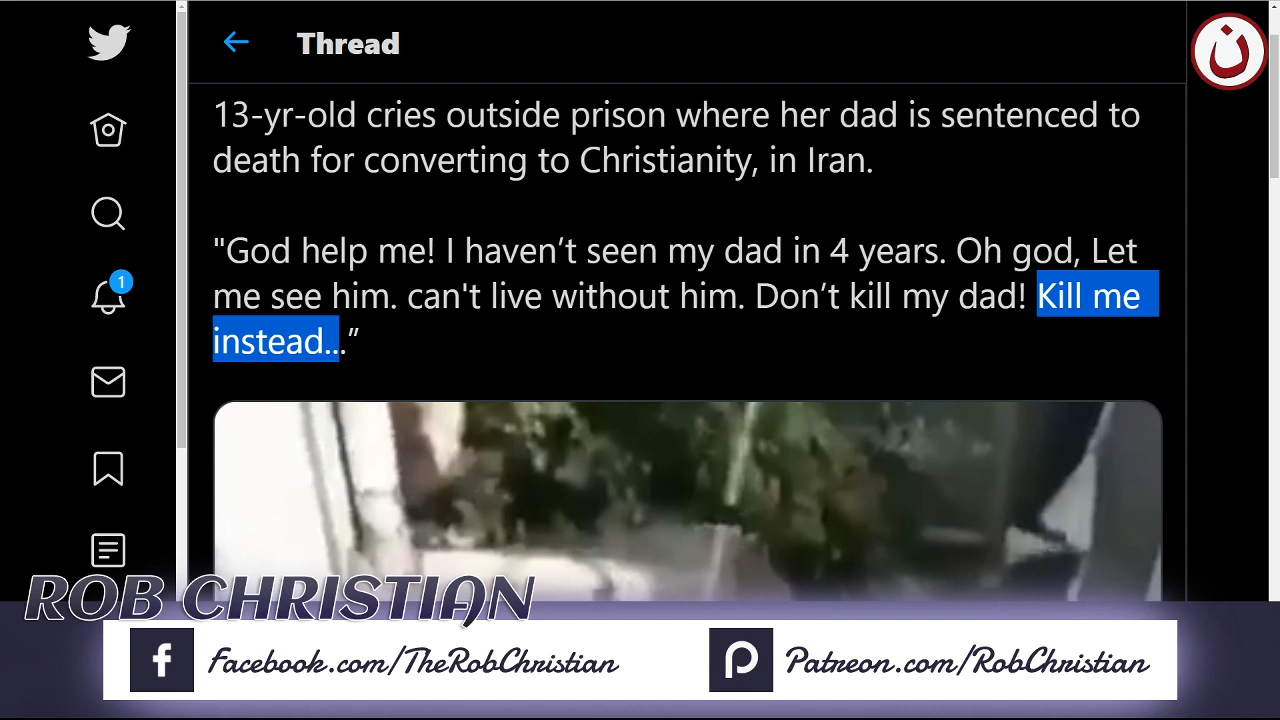 Thread
ن
13-yr-old cries outside prison where her dad is sentenced to
death for converting to Christianity, in Iran.
"God help me! I haven’t seen my dad in 4 years. Oh god, Let
me see him. can't live without him. Don’t kill my dad! Kill me
instead...”
1
ROB CHRISTIAN
f Facebook.com/TheRobChristian
Patreon.com/RobChristian